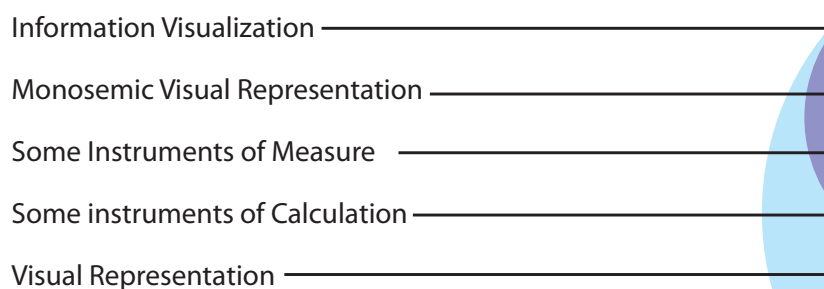 Information Visualization
Monosemic Visual Representation
Some Instruments of Measure
Some instruments of Calculation
Visual Representation